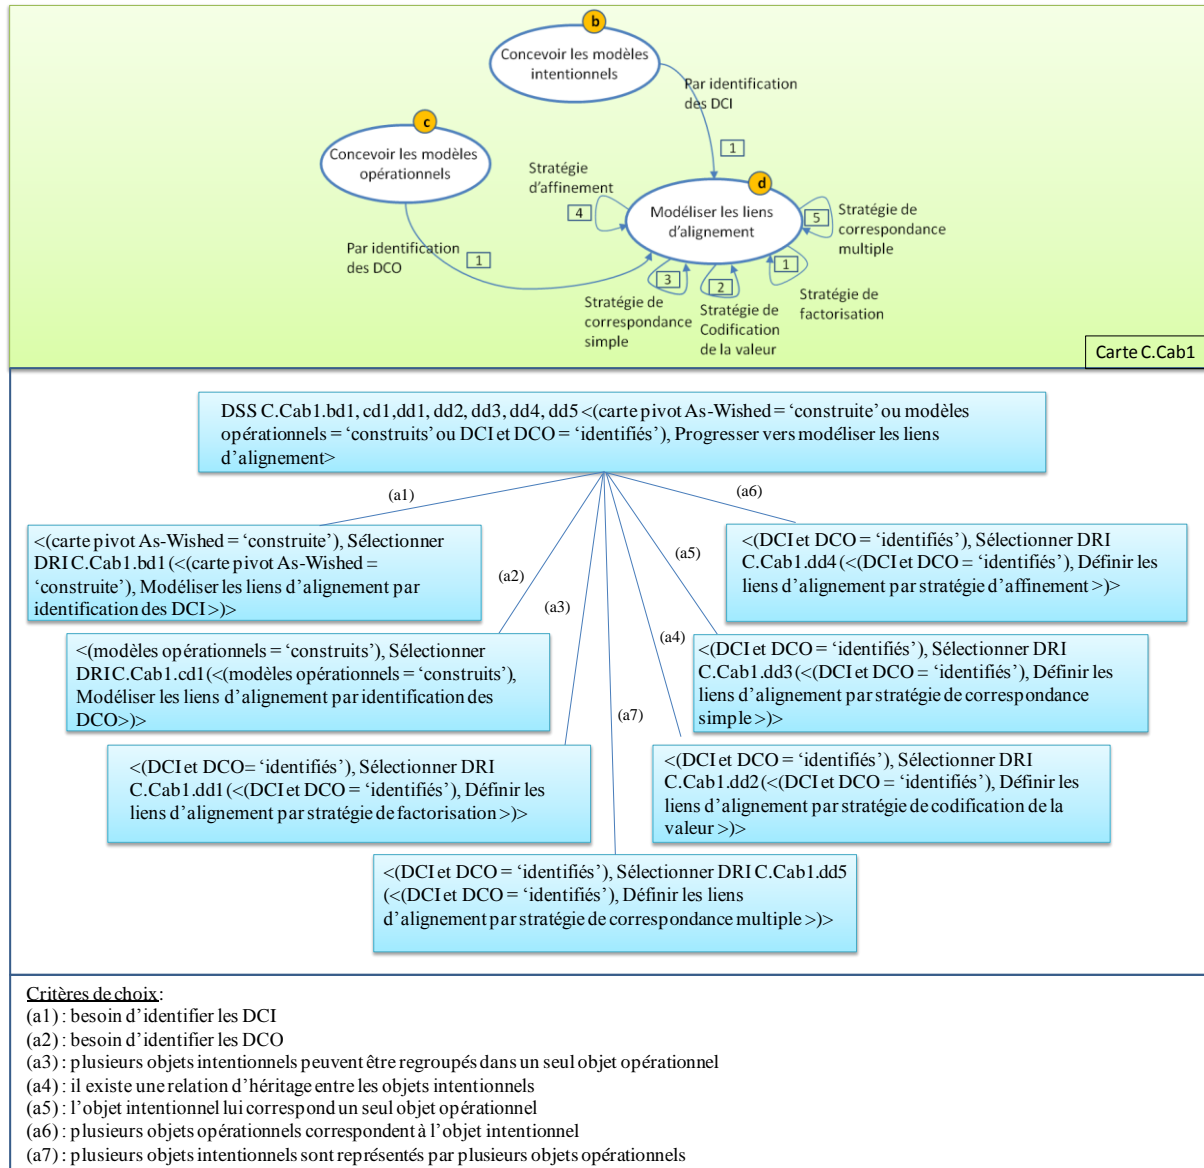 b
Concevoir les modèles
intentionnels
Par identification
des DCI
1
c
Concevoir les modèles
opérationnels
Par identification
des DCO
1
d
Modéliser les liens
d'alignement
Stratégie
d'affinement
4
5
Stratégie de
correspondance
multiple
3
Stratégie de
correspondance
simple
2
Stratégie de
Codification
de la valeur
1
Stratégie de
factorisation
Carte C.Cab1
DSS C.Cab1.bd1, cd1,dd1, dd2, dd3, dd4, dd5 <(carte pivot As-Wished = ‘construite’ ou modèles
opérationnels = ‘construits’ ou DCI et DCO = ‘identifiés’), Progresser vers modéliser les liens
d’alignement>
(a1)
(a2)
(a3)
(a7)
(a4)
(a5)
(a6)
<(carte pivot As-Wished = ‘construite’), Sélectionner
DRI C.Cab1.bd1 (<(carte pivot As-Wished =
‘construite’), Modéliser les liens d’alignement par
identification des DCI >)>
<(DCI et DCO = ‘identifiés’), Sélectionner DRI
C.Cab1.dd4 (<(DCI et DCO = ‘identifiés’), Définir les
liens d’alignement par stratégie d’affinement >)>
<(modèles opérationnels = ‘construits’), Sélectionner
DRI C.Cab1.cd1 (<(modèles opérationnels = ‘construits’),
Modéliser les liens d’alignement par identification des
DCO>)>
<(DCI et DCO = ‘identifiés’), Sélectionner DRI
C.Cab1.dd3 (<(DCI et DCO = ‘identifiés’), Définir les
liens d’alignement par stratégie de correspondance
simple >)>
<(DCI et DCO= ‘identifiés’), Sélectionner DRI
C.Cab1.dd1 (<(DCI et DCO = ‘identifiés’), Définir les
liens d’alignement par stratégie de factorisation >)>
<(DCI et DCO = ‘identifiés’), Sélectionner DRI
C.Cab1.dd2 (<(DCI et DCO = ‘identifiés’), Définir les
liens d’alignement par stratégie de codification de la
valeur >)>
<(DCI et DCO = ‘identifiés’), Sélectionner DRI C.Cab1.dd5
(<(DCI et DCO = ‘identifiés’), Définir les liens
d’alignement par stratégie de correspondance multiple >)>
Critères de choix:
(a1) : besoin d’identifier les DCI
(a2) : besoin d’identifier les DCO
(a3) : plusieurs objets intentionnels peuvent être regroupés dans un seul objet opérationnel
(a4) : il existe une relation d’héritage entre les objets intentionnels
(a5) : l’objet intentionnel lui correspond un seul objet opérationnel
(a6) : plusieurs objets opérationnels correspondent à l’objet intentionnel
(a7) : plusieurs objets intentionnels sont représentés par plusieurs objets opérationnels